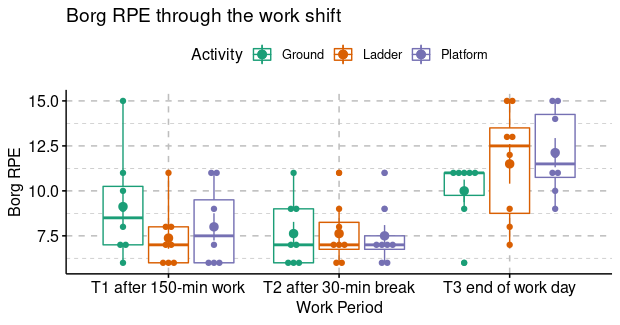 Borg RPE through the work shift
Activity Ground Ladder Platform
15.0
12.5
10.0
7.5
Borg RPE
T1 after 150-min work T2 after 30-min break T3 end of work day
Work Period